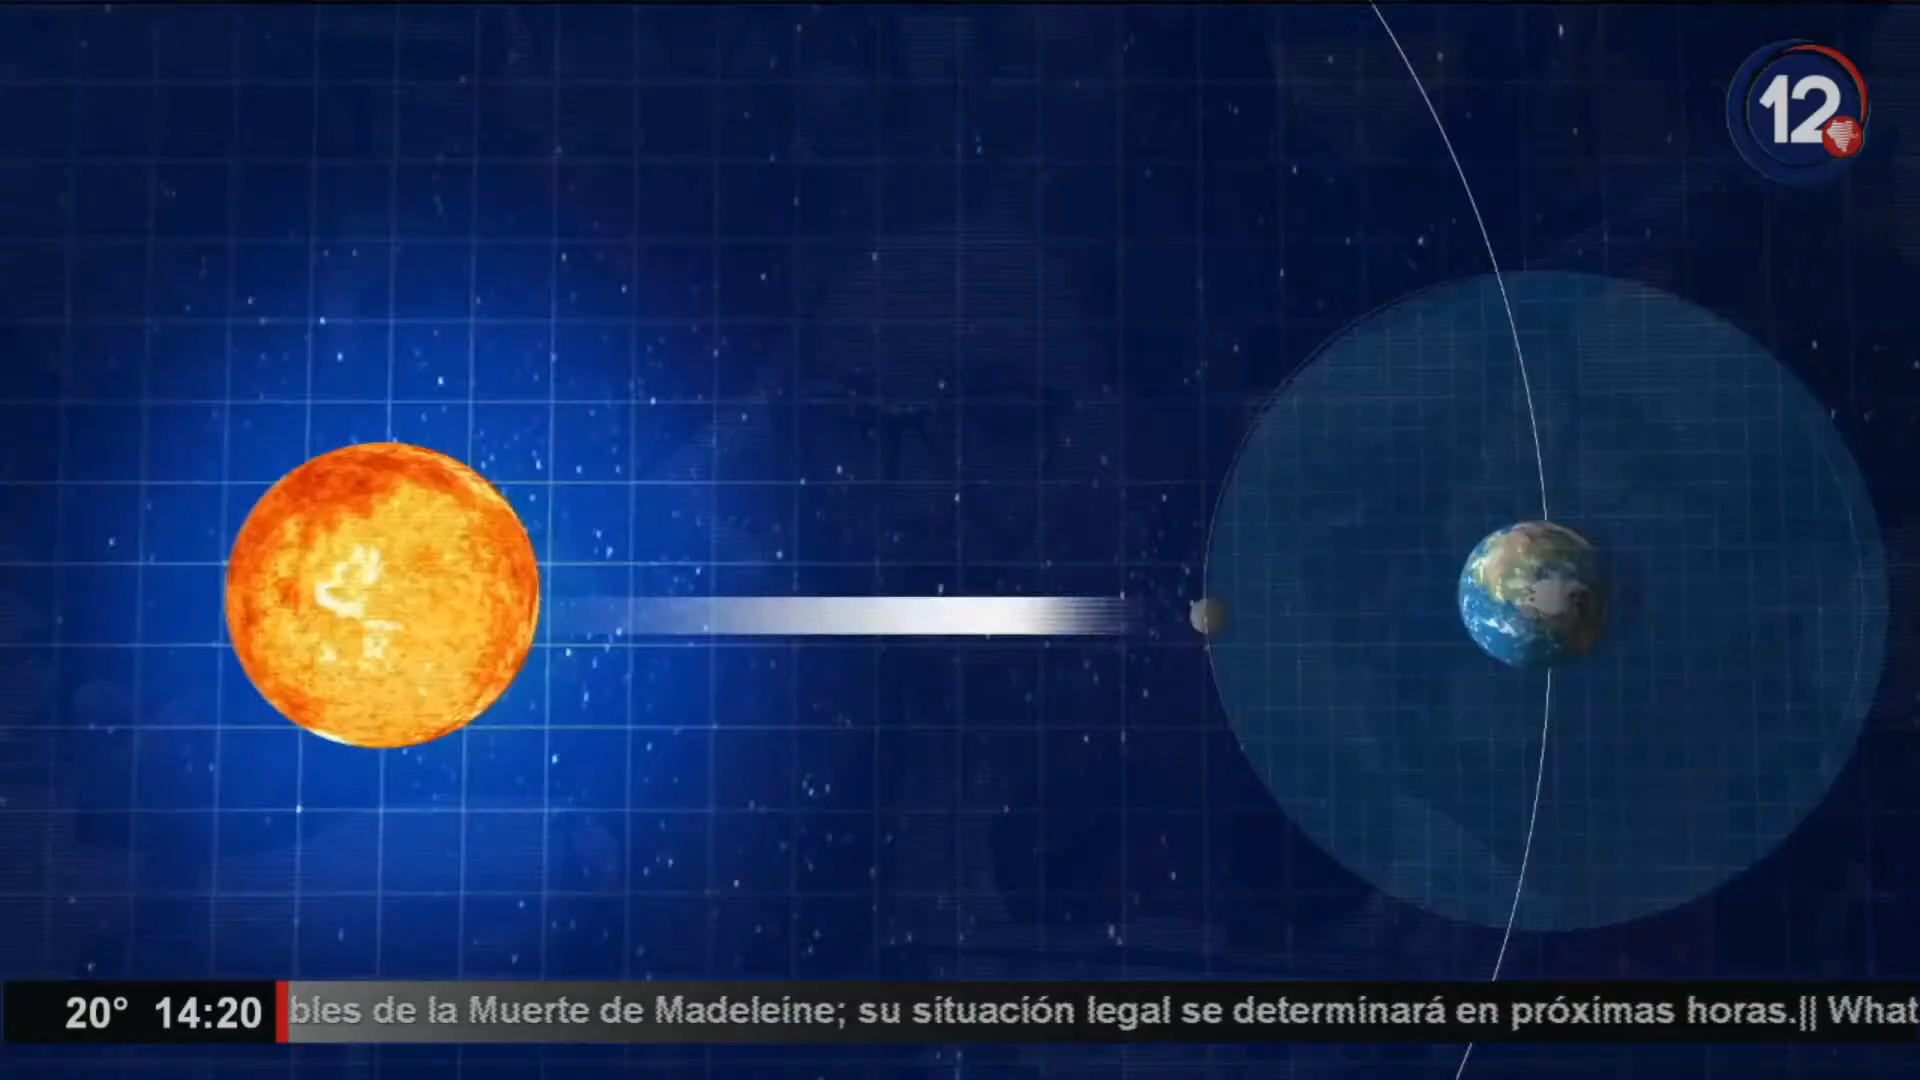 12
20° 14:20 bles de la Muerte de Madeleine; su situación legal se determinará en próximas horas.|| What